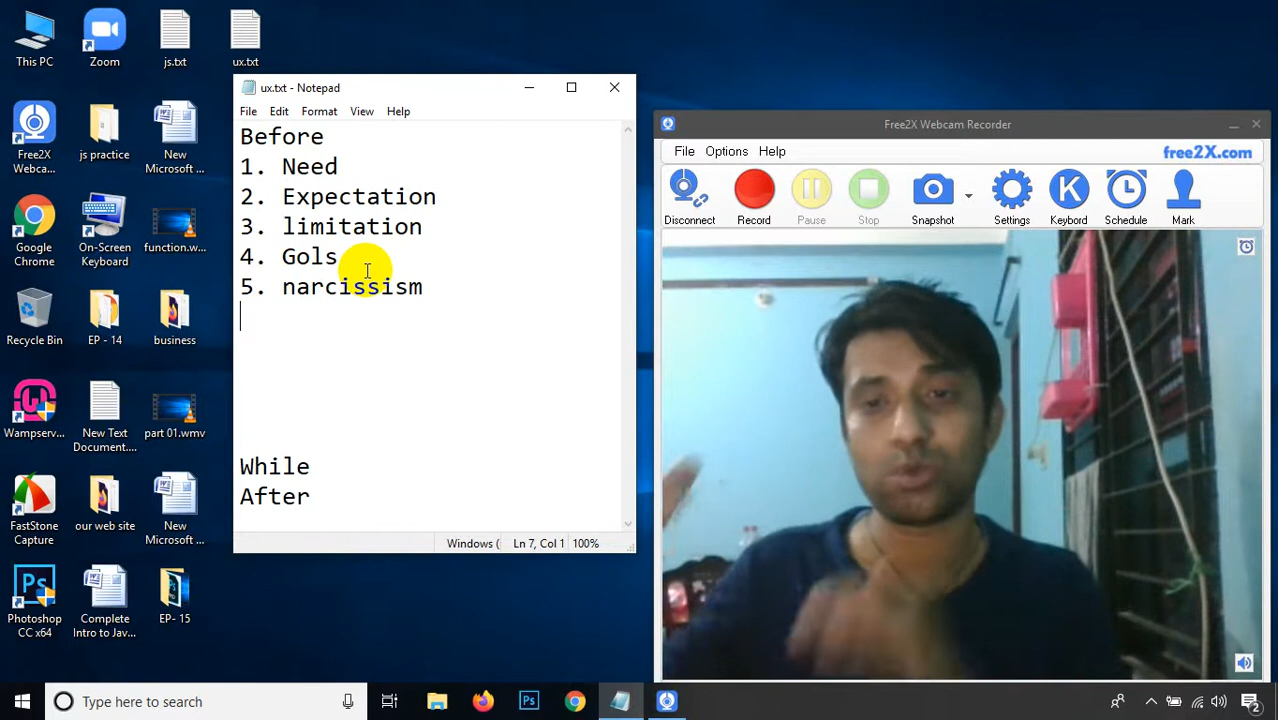 This PC
Zoom
js.txt
ux.txt
Free2X Webca...
js practice
New Microsoft ...
Google Chrome
On-Screen Keyboard
function.w...
Recycle Bin
EP - 14
business
Wampserv...
New Text Document....
part 01.wmv
FastStone Capture
our web site
New Microsoft ...
Photoshop CC x64
Complete Intro to Jav...
EP- 15
ux.txt - Notepad
File Edit Format View Help
Before
1. Need
2. Expectation
3. limitation
4. Gols
5. narcissism
While
After
Windows (
Ln 7, Col 1
100%
Free2X Webcam Recorder
File Options Help
free2X.com
Disconnect Record Pause Stop Snapshot Settings Keybord Schedule Mark
K
Type here to search
Ps
2